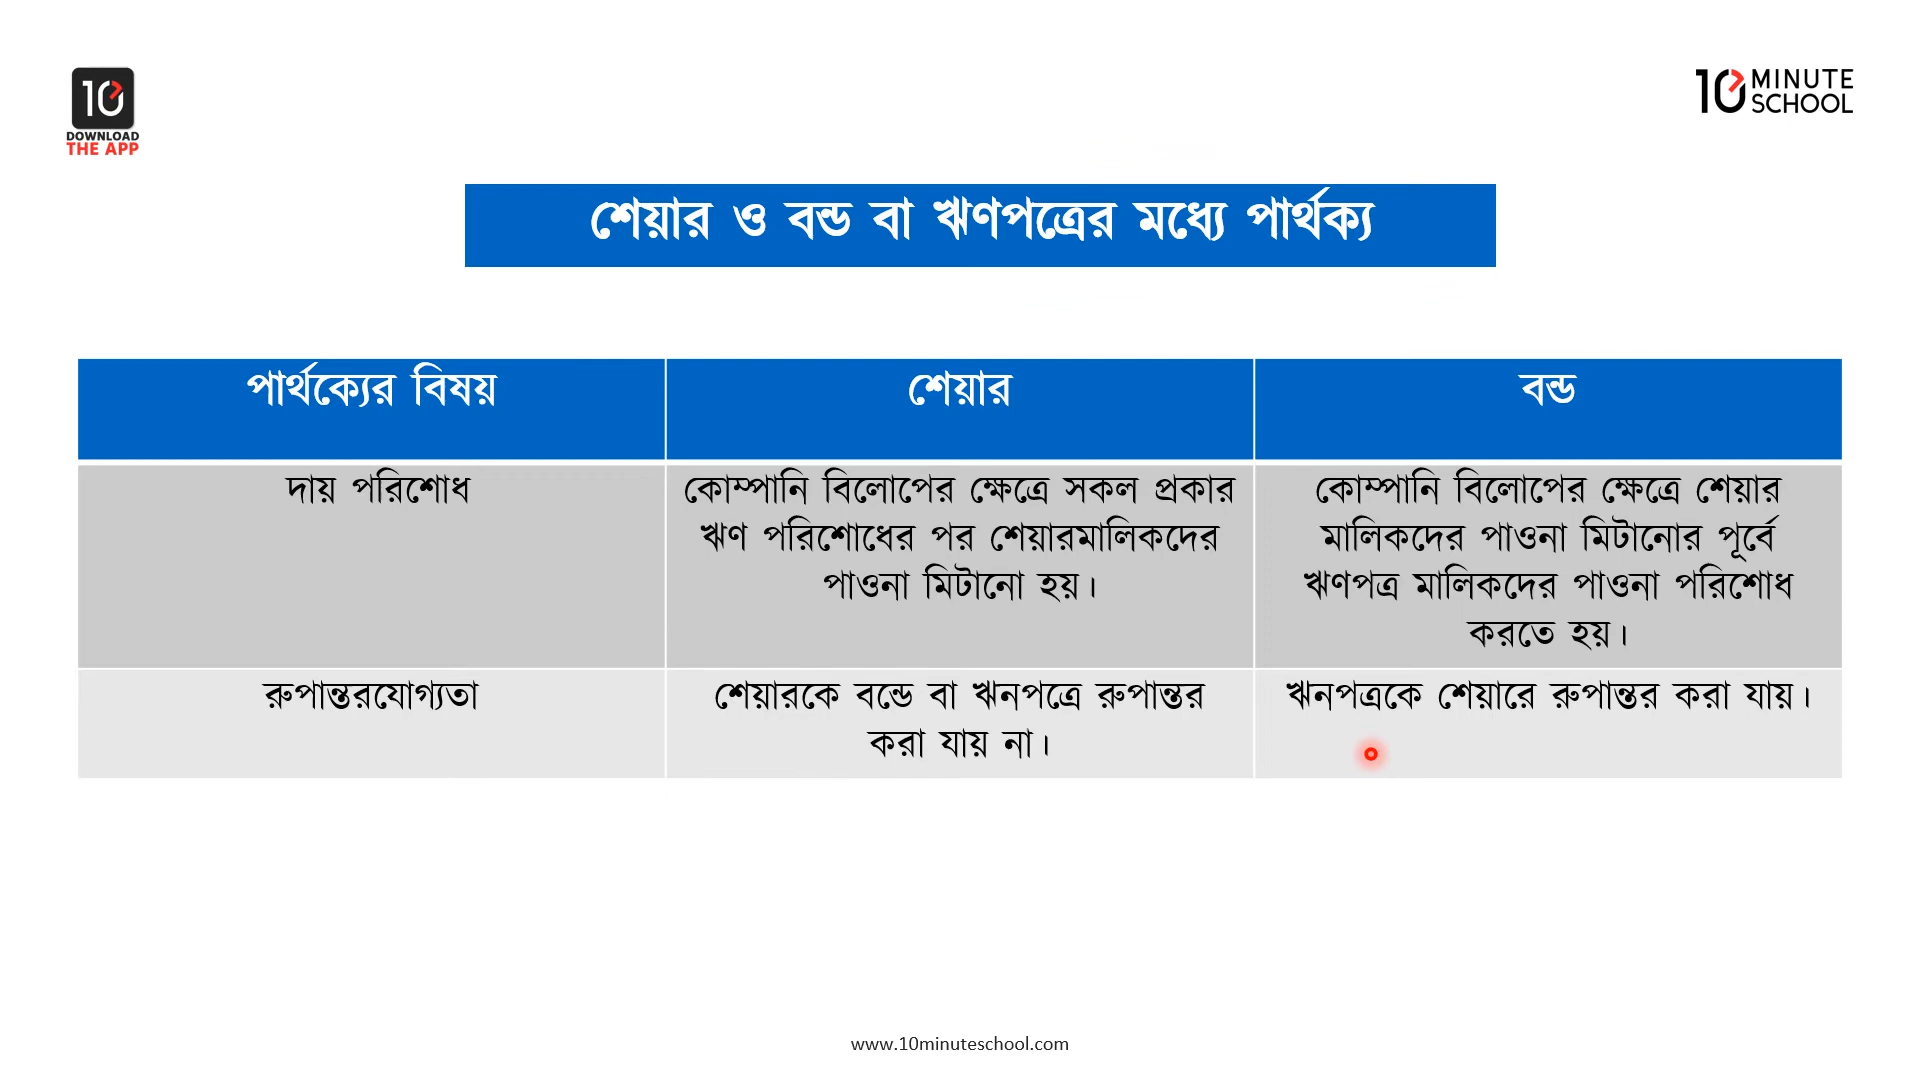 10
DOWNLOAD
THE APP
10 MINUTE
SCHOOL
শেয়ার ও বন্ড বা ঋণপত্রের মধ্যে পার্থক্য
পার্থক্যের বিষয়
শেয়ার
বন্ড
দায় পরিশোধ
কোম্পানি বিলোপের ক্ষেত্রে সকল প্রকার
ঋণ পরিশোধের পর শেয়ারমালিকদের
পাওনা মিটানো হয়।
কোম্পানি বিলোপের ক্ষেত্রে শেয়ার
মালিকদের পাওনা মিটানোর পূর্বে
ঋণপত্র মালিকদের পাওনা পরিশোধ
করতে হয়।
রুপান্তরযোগ্যতা
শেয়ারকে বন্ডে বা ঋনপত্রে রুপান্তর
করা যায় না।
ঋনপত্রকে শেয়ারে রুপান্তর করা যায়।
www.10minuteschool.com